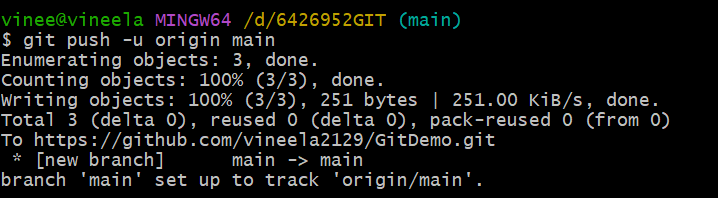 vinee@vineela MINGW64 /d/6426952GIT (main)
$ git push -u origin main
Enumerating objects: 3, done.
Counting objects: 100% (3/3), done.
Writing objects: 100% (3/3), 251 bytes | 251.00 KiB/s, done.
Total 3 (delta 0), reused 0 (delta 0), pack-reused 0 (from 0)
To https://github.com/vineela2129/GitDemo.git
 * [new branch]      main -> main
branch 'main' set up to track 'origin/main'.